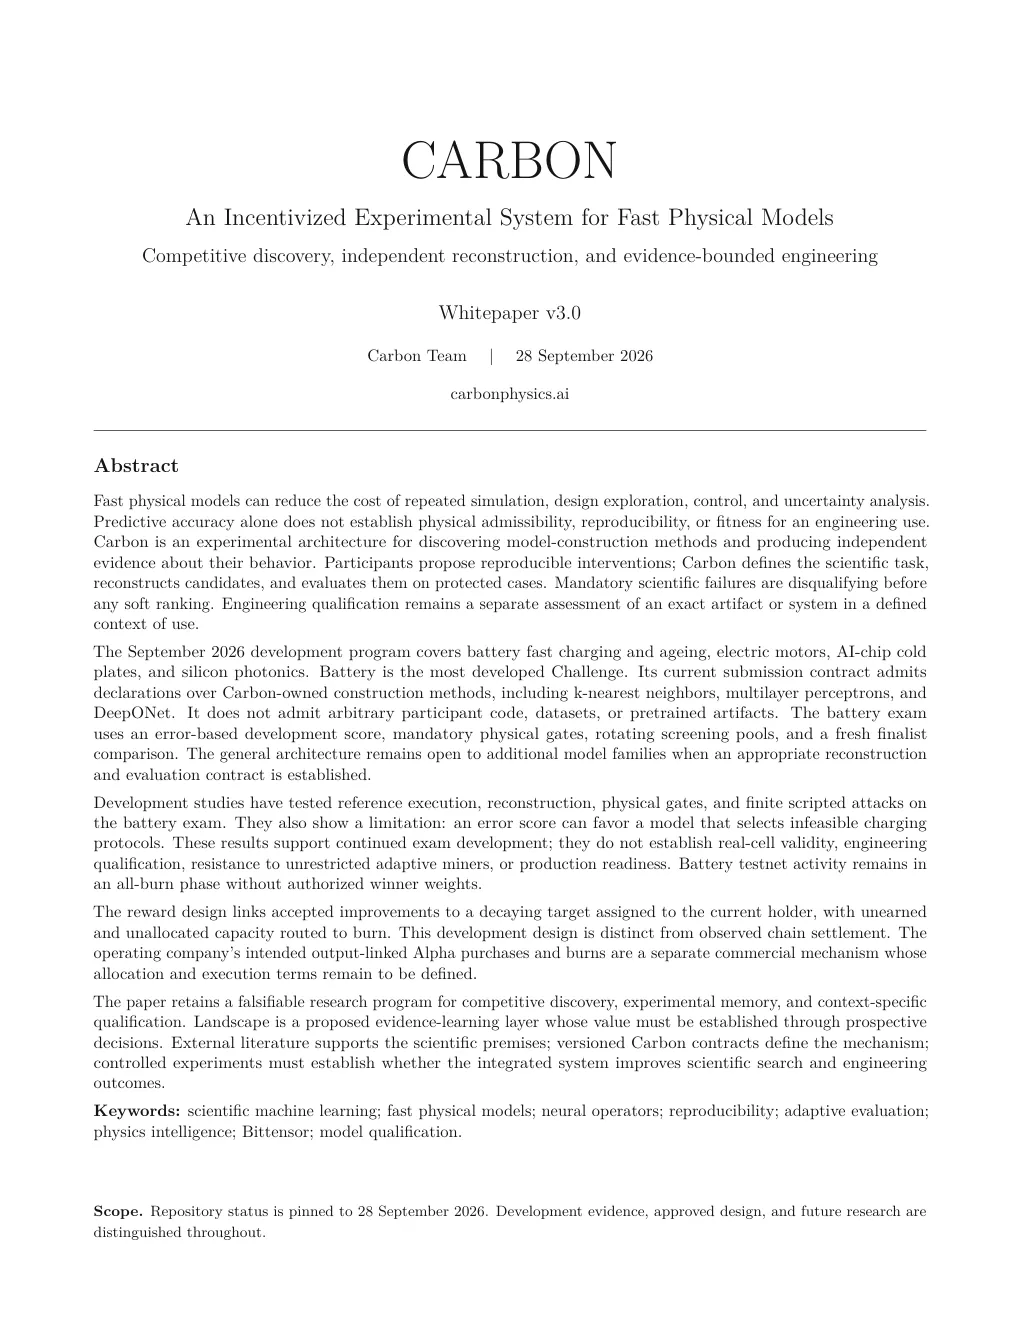 CARBON
An Incentivized Experimental System for Fast Physical Models
Competitive discovery, independent reconstruction, and evidence-bounded engineering
Whitepaper v3.0
Carbon Team | 28 September 2026
carbonphysics.ai
Abstract
Fast physical models can reduce the cost of repeated simulation, design exploration, control, and uncertainty analysis.
Predictive accuracy alone does not establish physical admissibility, reproducibility, or fitness for an engineering use.
Carbon is an experimental architecture for discovering model-construction methods and producing independent
evidence about their behavior. Participants propose reproducible interventions; Carbon defines the scientific task,
reconstructs candidates, and evaluates them on protected cases. Mandatory scientific failures are disqualifying before
any soft ranking. Engineering qualification remains a separate assessment of an exact artifact or system in a defined
context of use.
The September 2026 development program covers battery fast charging and ageing, electric motors, AI-chip cold
plates, and silicon photonics. Battery is the most developed Challenge. Its current submission contract admits
declarations over Carbon-owned construction methods, including k-nearest neighbors, multilayer perceptrons, and
DeepONet. It does not admit arbitrary participant code, datasets, or pretrained artifacts. The battery exam
uses an error-based development score, mandatory physical gates, rotating screening pools, and a fresh finalist
comparison. The general architecture remains open to additional model families when an appropriate reconstruction
and evaluation contract is established.
Development studies have tested reference execution, reconstruction, physical gates, and finite scripted attacks on
the battery exam. They also show a limitation: an error score can favor a model that selects infeasible charging
protocols. These results support continued exam development; they do not establish real-cell validity, engineering
qualification, resistance to unrestricted adaptive miners, or production readiness. Battery testnet activity remains in
an all-burn phase without authorized winner weights.
The reward design links accepted improvements to a decaying target assigned to the current holder, with unearned
and unallocated capacity routed to burn. This development design is distinct from observed chain settlement. The
operating company's intended output-linked Alpha purchases and burns are a separate commercial mechanism whose
allocation and execution terms remain to be defined.
The paper retains a falsifiable research program for competitive discovery, experimental memory, and context-specific
qualification. Landscape is a proposed evidence-learning layer whose value must be established through prospective
decisions. External literature supports the scientific premises; versioned Carbon contracts define the mechanism;
controlled experiments must establish whether the integrated system improves scientific search and engineering
outcomes.
Keywords: scientific machine learning; fast physical models; neural operators; reproducibility; adaptive evaluation;
physics intelligence; Bittensor; model qualification.
Scope. Repository status is pinned to 28 September 2026. Development evidence, approved design, and future research are
distinguished throughout.